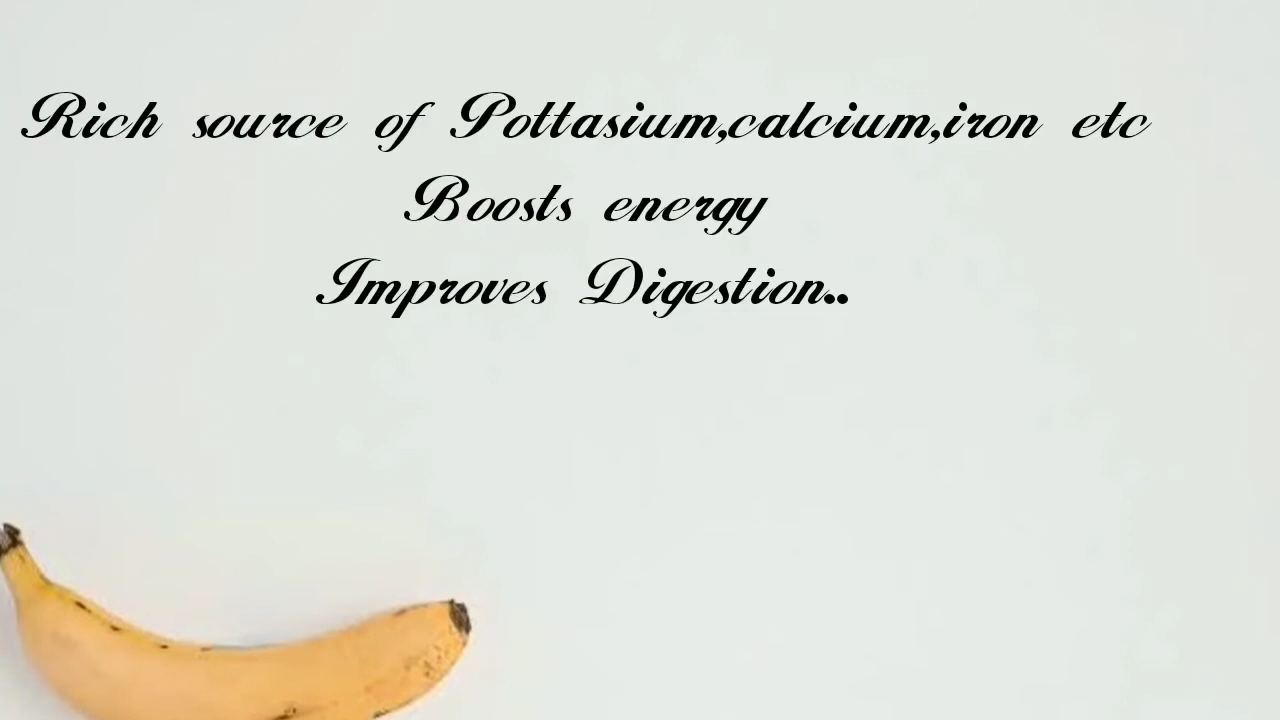 Rich source of Pottasium,calcium,iron etc
Boosts energy
Improves Digestion..